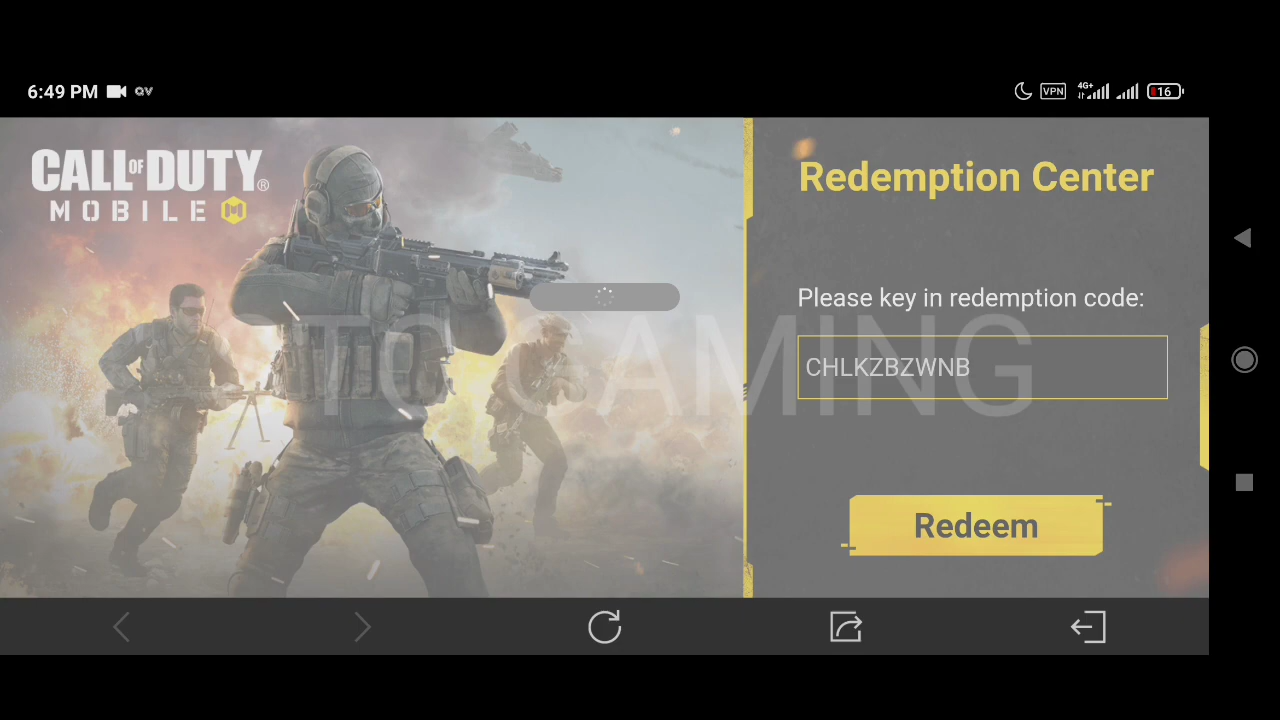 6:49 PM
VPN
4G+
16
CALL OF DUTY®
MOBILE
Redemption Center
Please key in redemption code:
CHLKZBZWNB
GAMING
Redeem